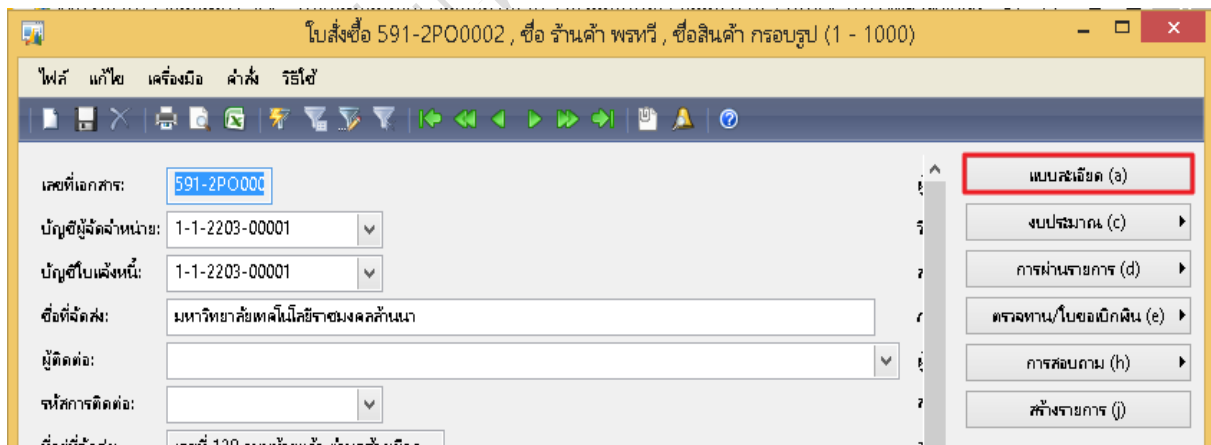 ใบสั่งซื้อ 591-2PO0002 , ชื่อ ร้านค้า พรทวี , ชื่อสินค้า กรอบรูป (1 - 1000)
ไฟล์ แก้ไข เครื่องมือ คำสั่ง วิธีใช้
เลขที่เอกสาร: 591-2PO000
แบบละเอียด (a)
บัญชีผู้จัดจำหน่าย: 1-1-2203-00001
งบประมาณ (c)
บัญชีใบแจ้งหนี้: 1-1-2203-00001
การผ่านรายการ (d)
ชื่อที่จัดส่ง: มหาวิทยาลัยเทคโนโลยีราชมงคลล้านนา
ตรวจทาน/ใบขอเบิกเงิน (e)
ผู้ติดต่อ:
การสอบถาม (h)
รหัสการติดต่อ:
สร้างรายการ (j)